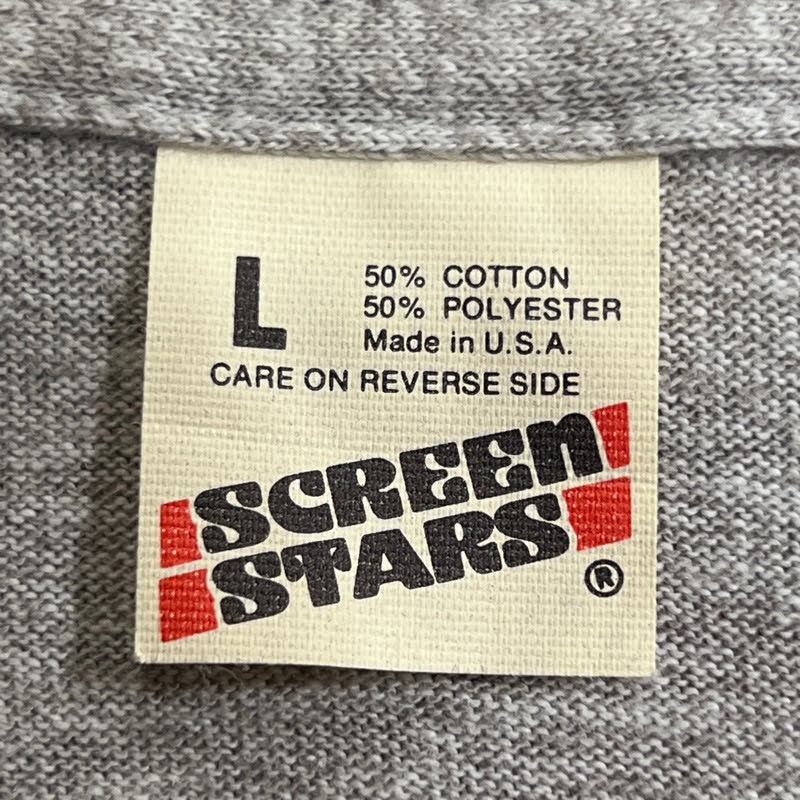 L
50% COTTON
50% POLYESTER
Made in U.S.A.
CARE ON REVERSE SIDE
SCREEN
STARS
®